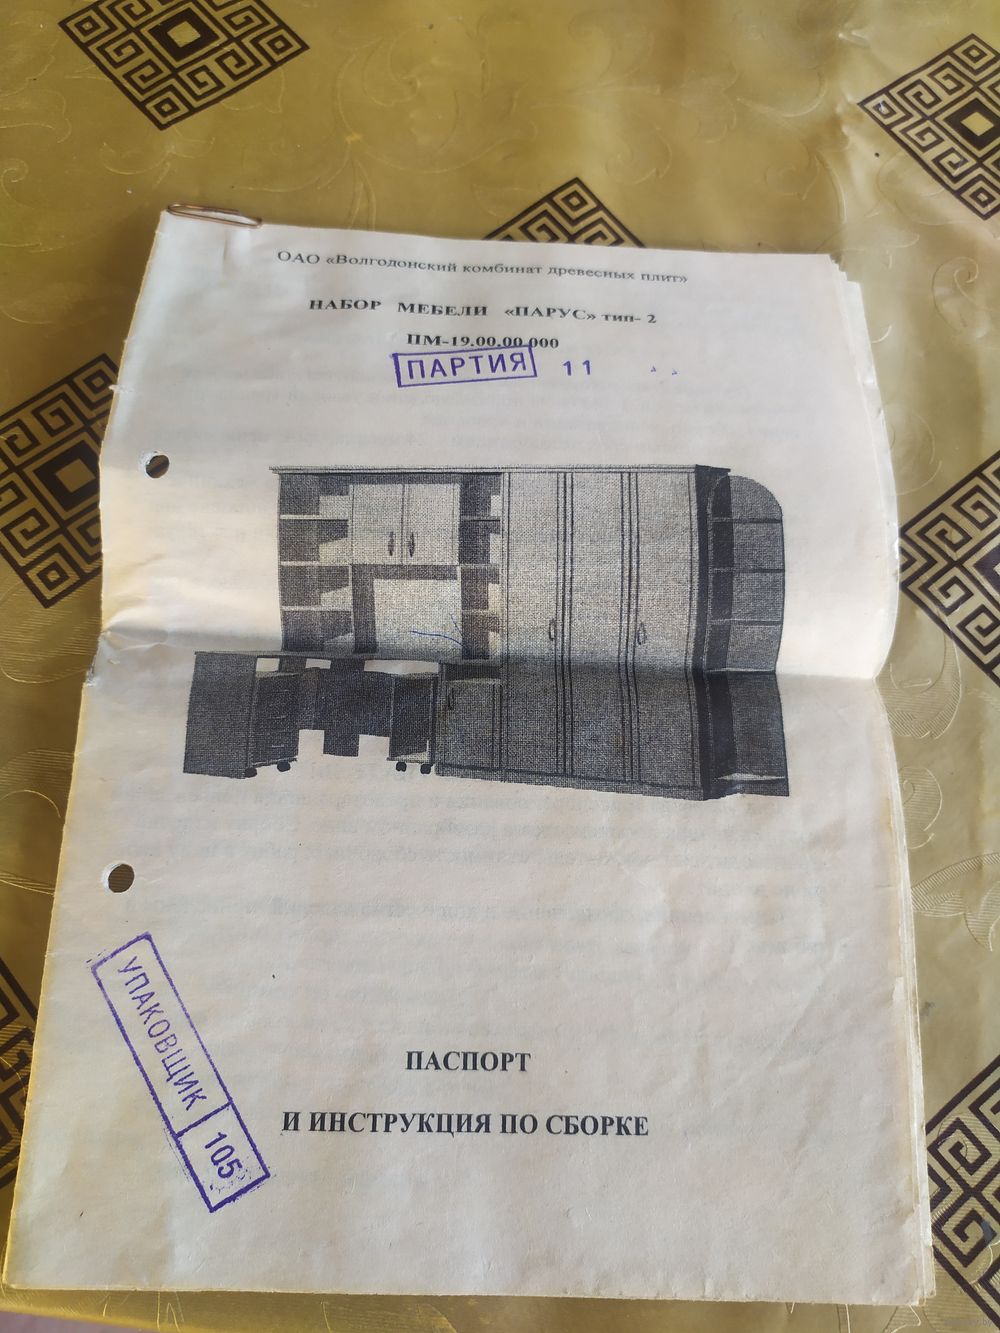 ОАО «Волгодонский комбинат древесных плит»
НАБОР МЕБЕЛИ «ПАРУС» тип- 2
ПМ-19.00.00.000
ПАРТИЯ 11
ПАСПОРТ
И ИНСТРУКЦИЯ ПО СБОРКЕ
УПАКОВЩИК 105